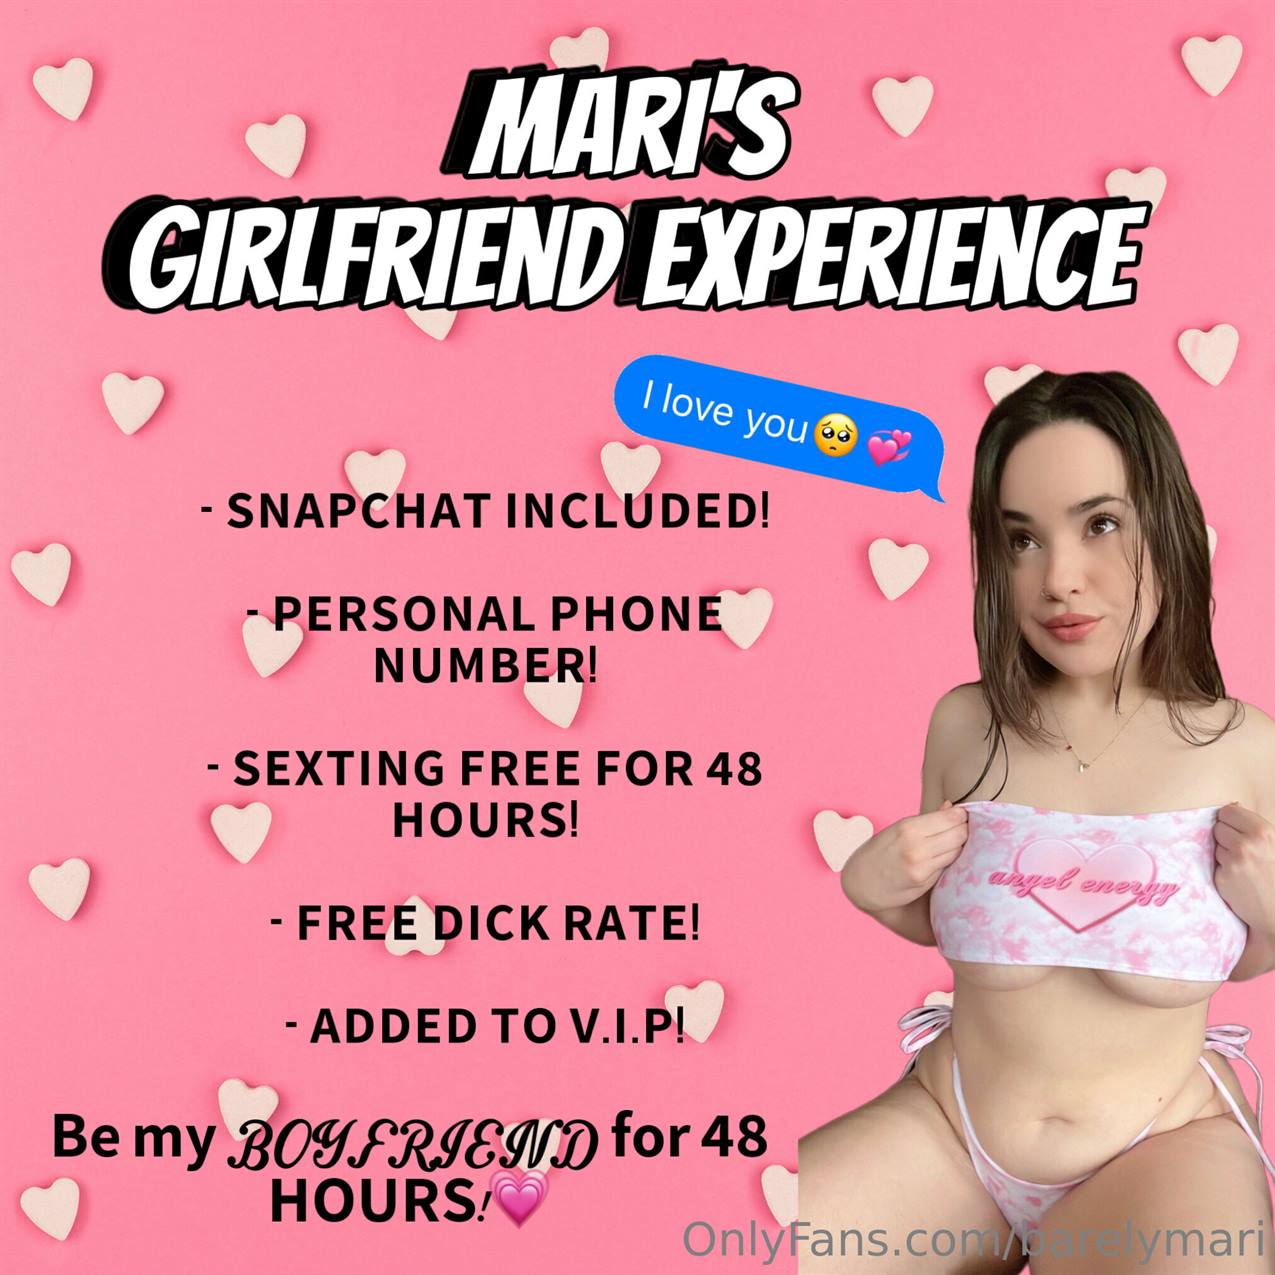 MARI'S
GIRLFRIEND EXPERIENCE
I love you🥺💞
- SNAPCHAT INCLUDED!
- PERSONAL PHONE
NUMBER!
- SEXTING FREE FOR 48
HOURS!
angel energy
- FREE DICK RATE!
- ADDED TO V.I.P!
Be my BOYFRIEND for 48
HOURS!💗
OnlyFans.com/barelymari